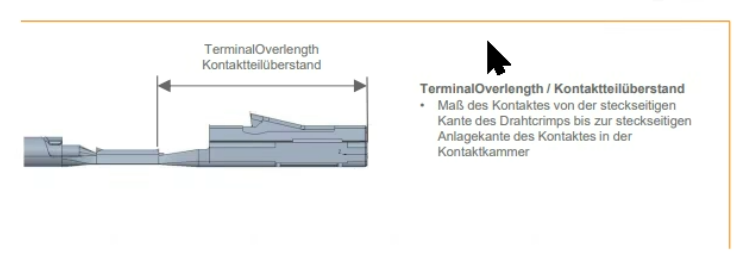 TerminalOverlength
Kontaktteilüberstand
TerminalOverlength / Kontaktteilüberstand
• Maß des Kontaktes von der steckseitigen
Kante des Drahtcrimps bis zur steckseitigen
Anlagekante des Kontaktes in der
Kontaktkammer